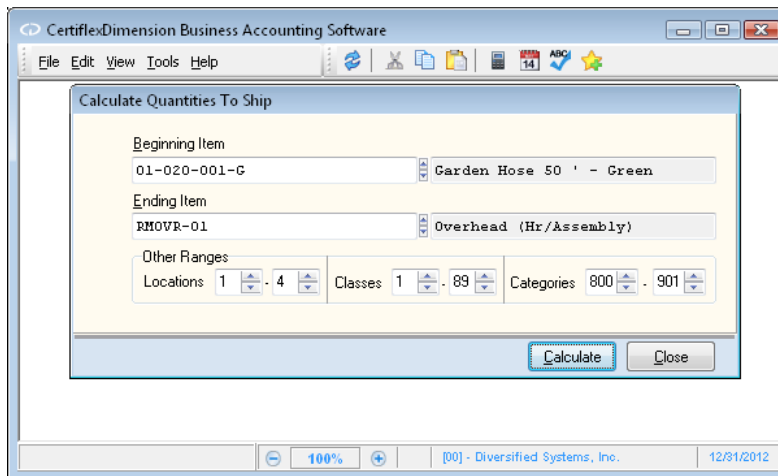 CertiflexDimension Business Accounting Software
File Edit View Tools Help
14 ABC
Calculate Quantities To Ship
Beginning Item
01-020-001-G Garden Hose 50 ' - Green
Ending Item
RMOVR-01 Overhead (Hr/Assembly)
Other Ranges
Locations 1 - 4 Classes 1 - 89 Categories 800 - 901
Calculate Close
100% [00] - Diversified Systems, Inc. 12/31/2012